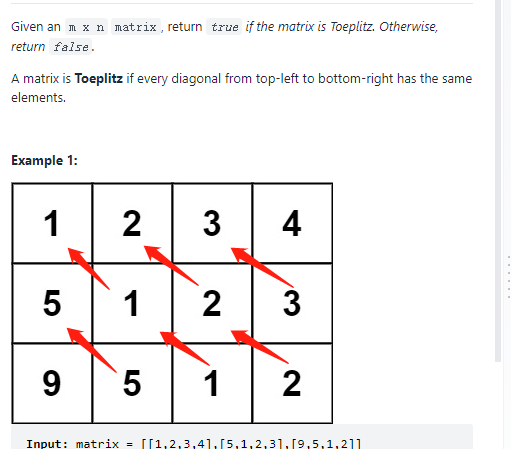 Given an m x n matrix, return true if the matrix is Toeplitz. Otherwise,
return false.
A matrix is Toeplitz if every diagonal from top-left to bottom-right has the same
elements.
Example 1:
1 2 3 4
5 1 2 3
9 5 1 2
Input: matrix = [[1,2,3,4],[5,1,2,3],[9,5,1,2]]